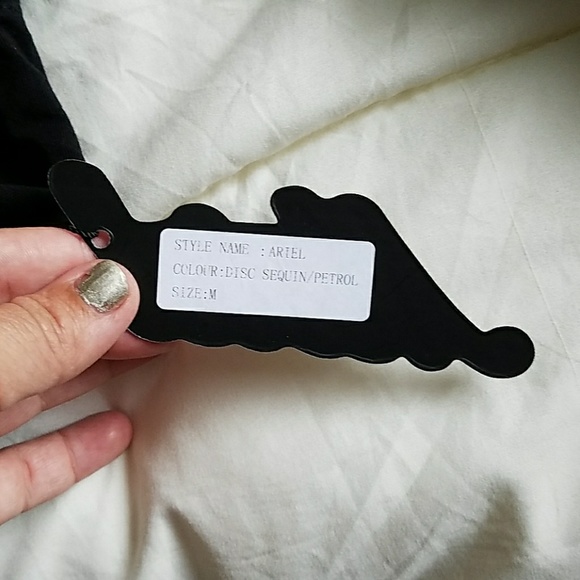 STYLE NAME :ARIEL
COLOUR:DISC SEQUIN/PETROL
SIZE:M